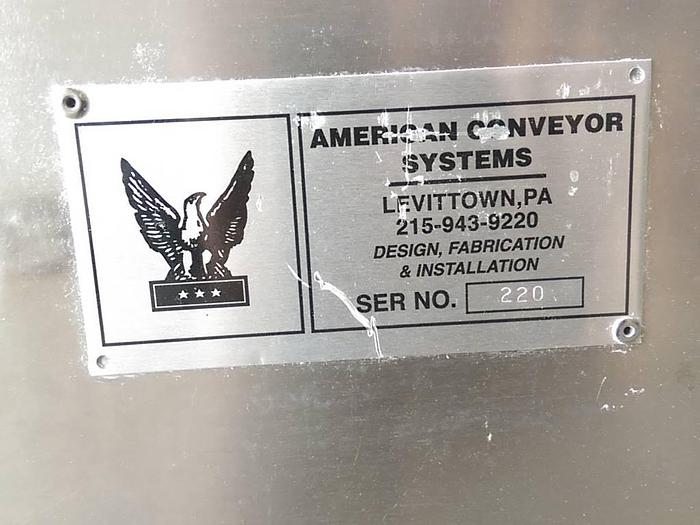 AMERICAN CONVEYOR
SYSTEMS
LEVITTOWN,PA
215-943-9220
DESIGN, FABRICATION
& INSTALLATION
SER NO. 220